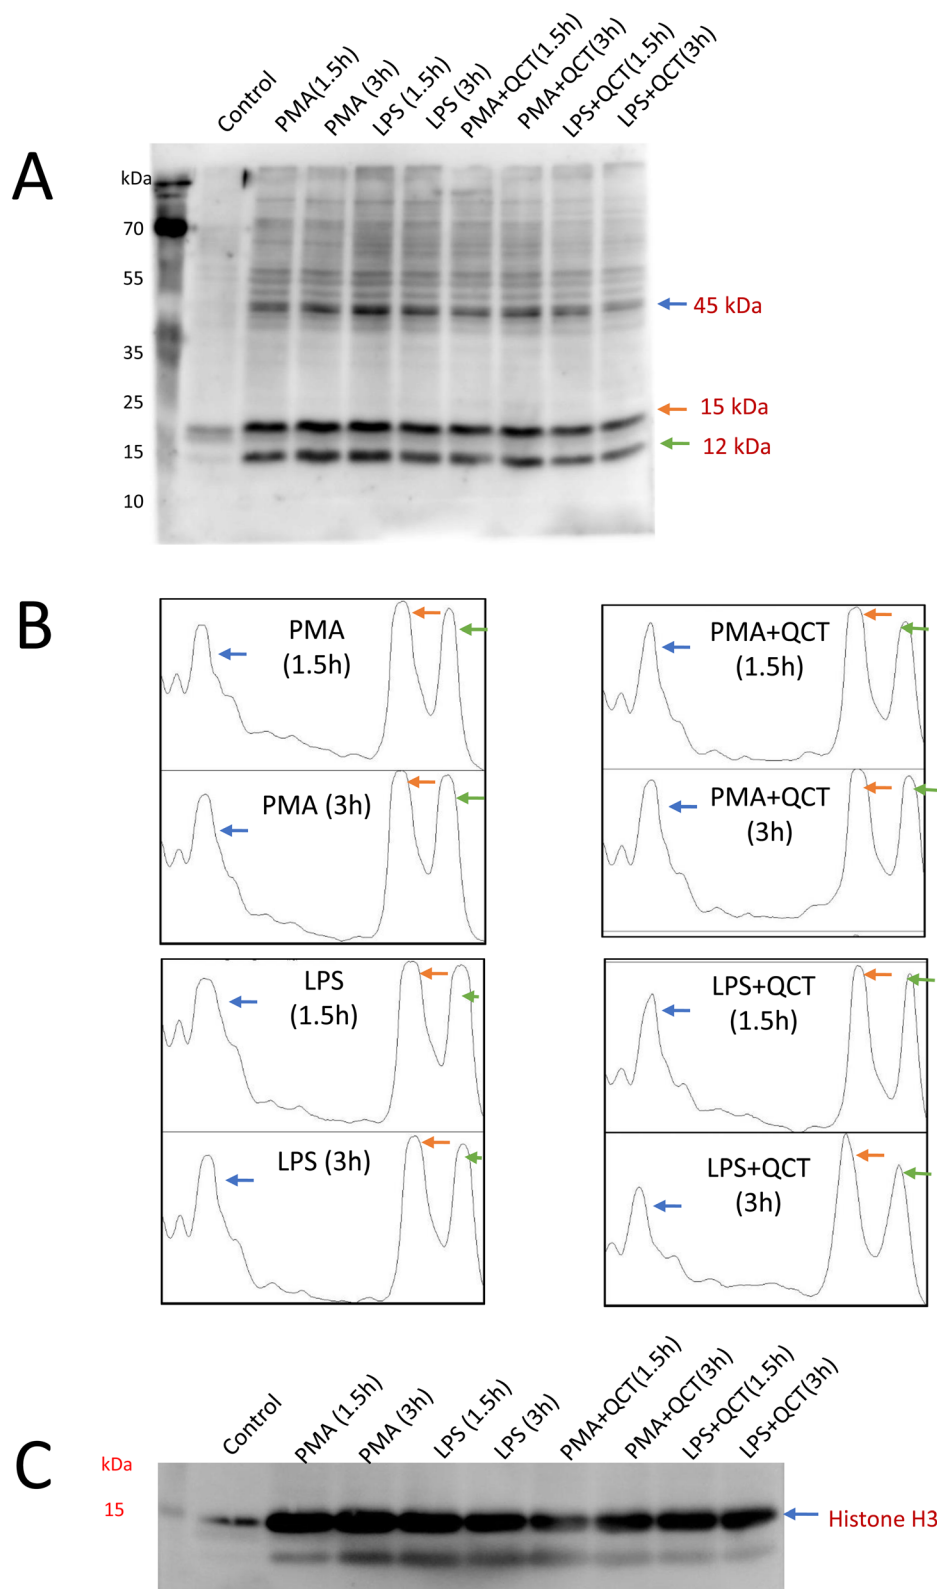 Control
PMA(1.5h)
PMA (3h)
LPS (1.5h)
LPS (3h)
PMA+QCT(1.5h)
PMA+QCT(3h)
LPS+QCT(1.5h)
LPS+QCT(3h)
A
kDa
70
55
45 kDa
35
25
15 kDa
12 kDa
15
10
B
PMA
(1.5h)
PMA+QCT
(1.5h)
PMA (3h)
PMA+QCT
(3h)
LPS
(1.5h)
LPS+QCT
(1.5h)
LPS (3h)
LPS+QCT
(3h)
Control
PMA (1.5h)
PMA (3h)
LPS (1.5h)
LPS (3h)
PMA+QCT(1.5h)
PMA+QCT(3h)
LPS+QCT(1.5h)
LPS+QCT(3h)
C
kDa
15
Histone H3